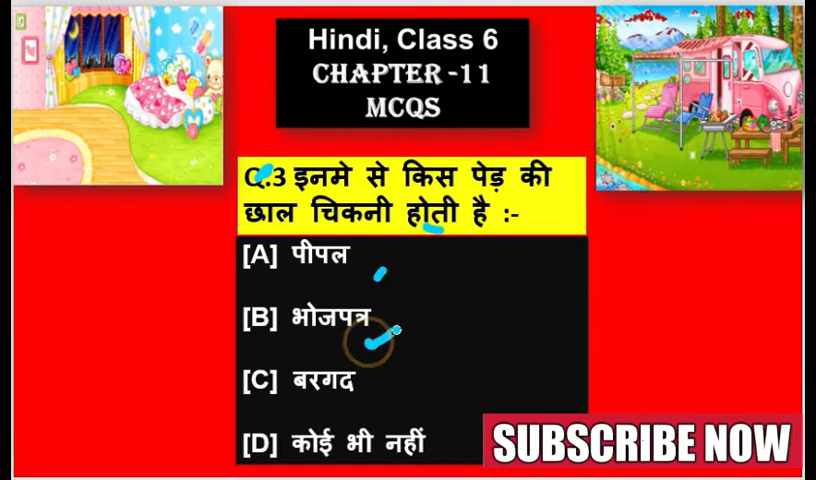 Hindi, Class 6
CHAPTER -11
MCQS
Q.3 इनमे से किस पेड़ की
छाल चिकनी होती है :-
[A] पीपल
[B] भोजपत्र
[C] बरगद
[D] कोई भी नहीं
SUBSCRIBE NOW